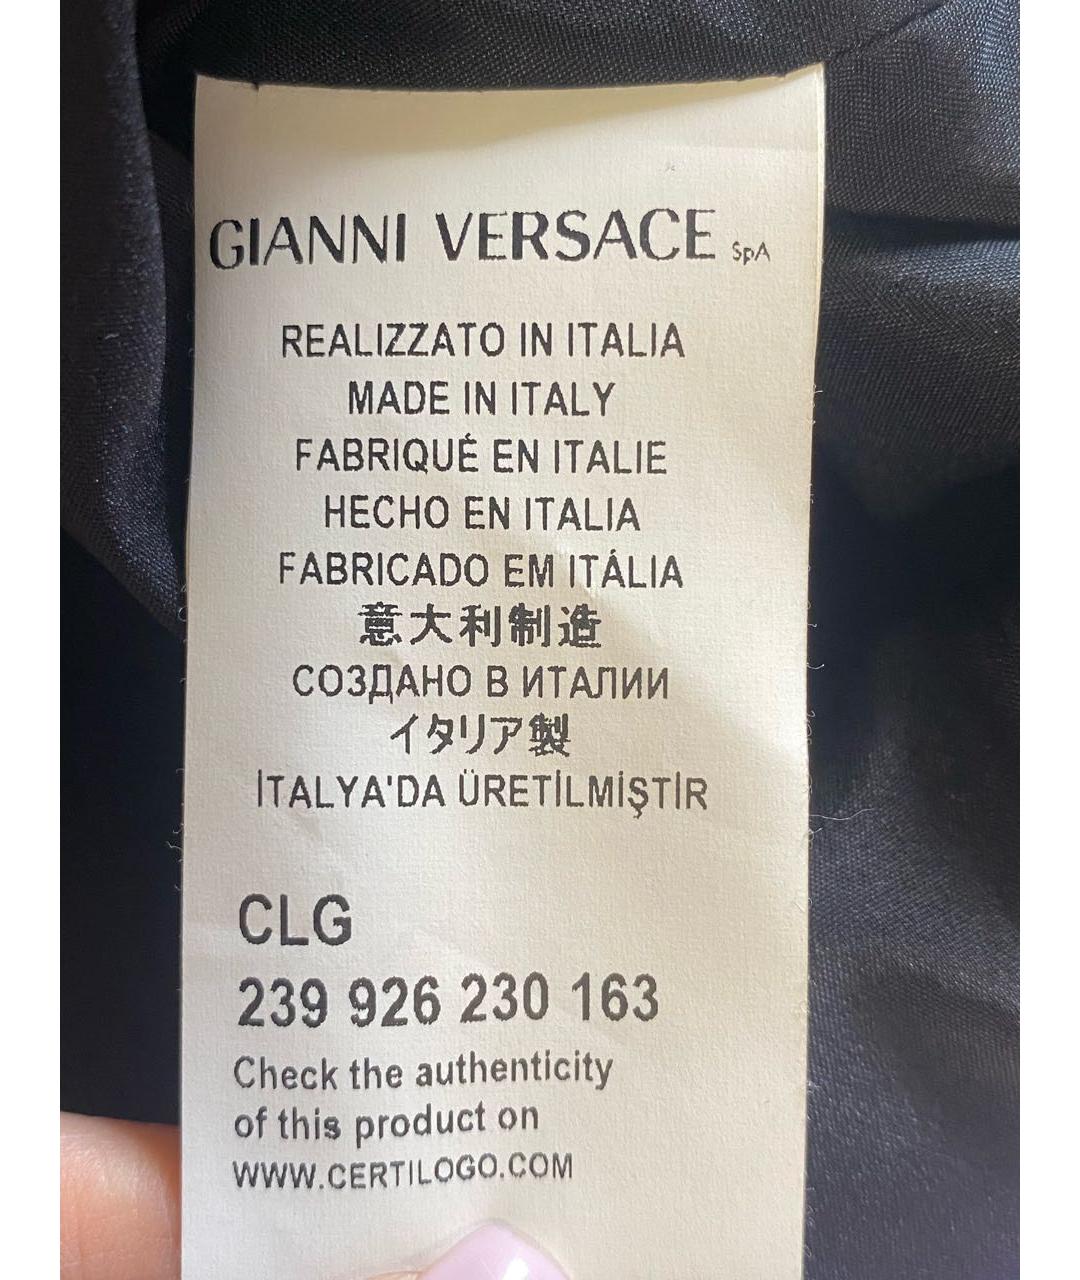 GIANNI VERSACE SpA
REALIZZATO IN ITALIA
MADE IN ITALY
FABRIQUÉ EN ITALIE
HECHO EN ITALIA
FABRICADO EM ITÁLIA
意大利制造
СОЗДАНО В ИТАЛИИ
イタリア製
İTALYA'DA ÜRETİLMİŞTİR
CLG
239 926 230 163
Check the authenticity
of this product on
WWW.CERTILOGO.COM